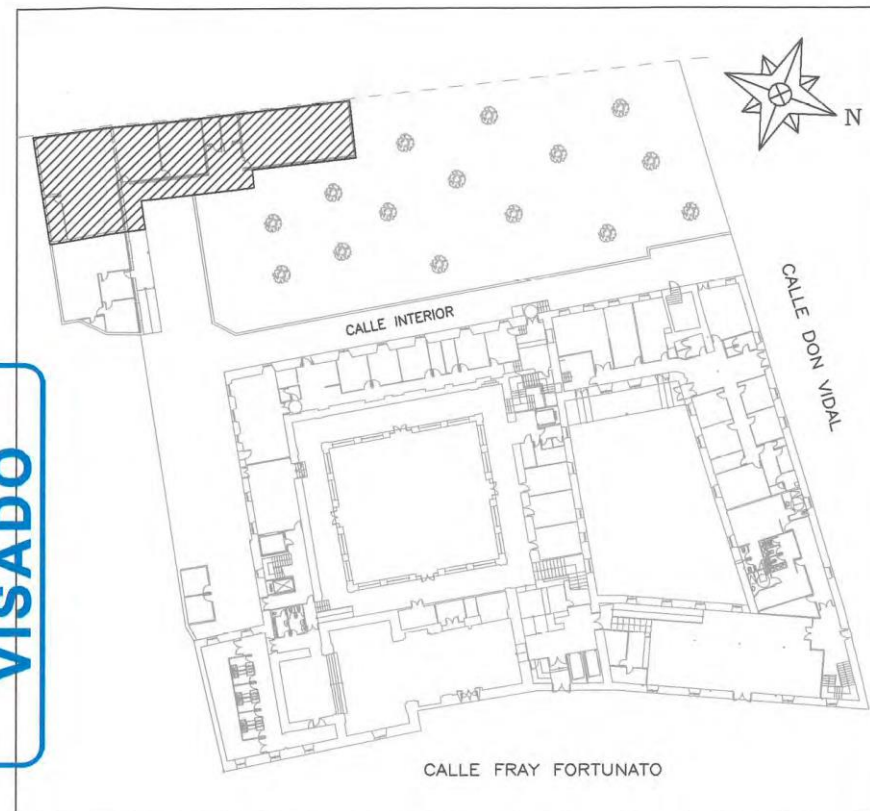 N
CALLE DON VIDAL
CALLE INTERIOR
VISADO
CALLE FRAY FORTUNATO